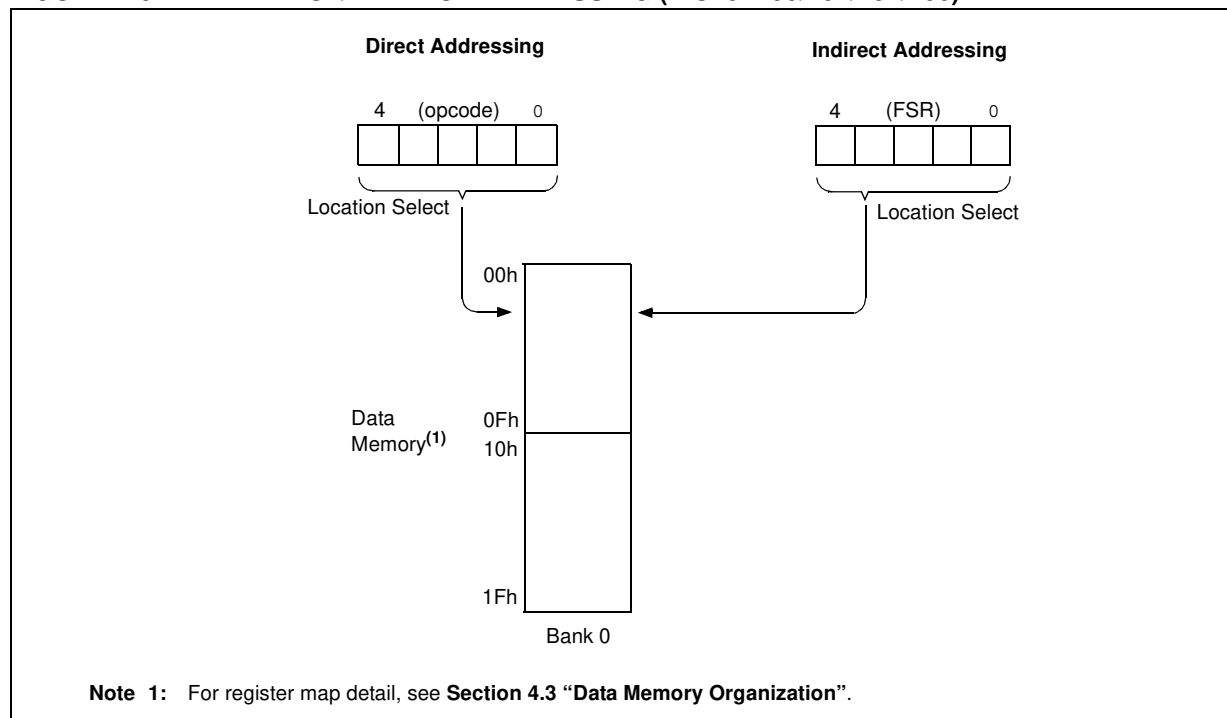 Direct Addressing
Indirect Addressing
4 (opcode) 0
4 (FSR) 0
Location Select
Location Select
00h
Data
Memory(1)
0Fh
10h
1Fh
Bank 0
Note 1: For register map detail, see Section 4.3 “Data Memory Organization”.